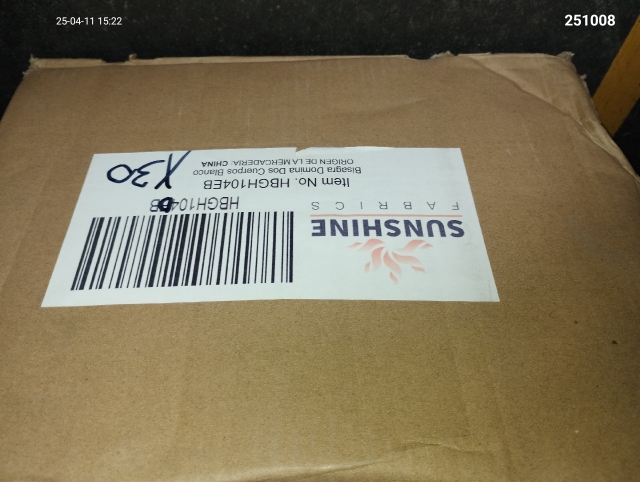 25-04-11 15:22
251008
SUNSHINE
FABRICS
HBGH104EB
Item No. HBGH104EB
Bisagra Domina Dos Cuerpos Blanco
ORIGEN DE LA MERCADERIA: CHINA
X30